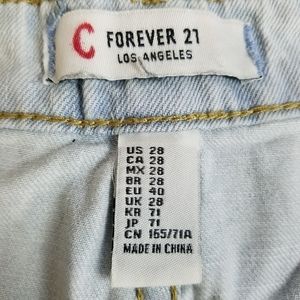 C FOREVER 21
LOS ANGELES
US 28
CA 28
MX 28
BR 28
EU 40
UK 28
KR 71
JP 71
CN 165/71A
MADE IN CHINA